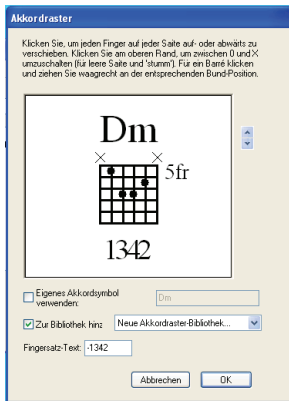 Akkordraster
Klicken Sie, um jeden Finger auf jeder Saite auf- oder abwärts zu
verschieben. Klicken Sie am oberen Rand, um zwischen 0 und X
umzuschalten (für leere Saite und 'stumm'). Für ein Barré klicken
und ziehen Sie waagrecht an der entsprechenden Bund-Position.
Dm
× ×
5fr
1342
Eigenes Akkordsymbol
verwenden:
Dm
Zur Bibliothek hinz
Neue Akkordraster-Bibliothek...
Fingersatz-Text: -1342
Abbrechen OK